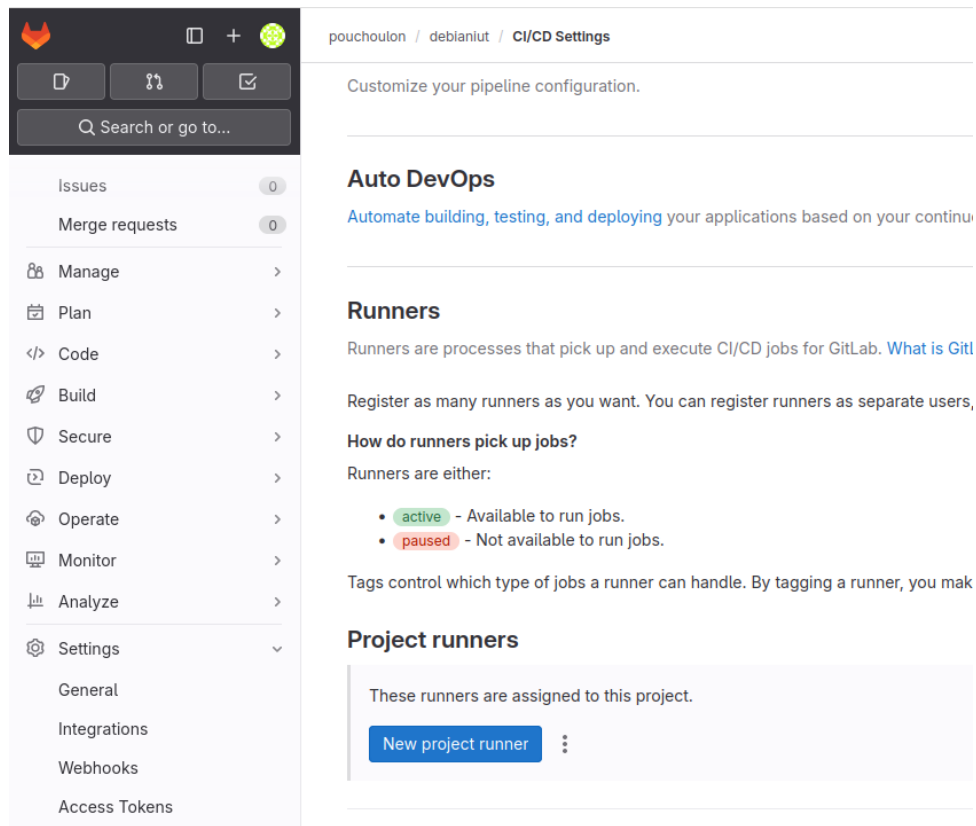 pouchoulon / debianiut / CI/CD Settings
Search or go to...
Issues 0
Merge requests 0
Manage
Plan
Code
Build
Secure
Deploy
Operate
Monitor
Analyze
Settings
General
Integrations
Webhooks
Access Tokens
Customize your pipeline configuration.
Auto DevOps
Automate building, testing, and deploying your applications based on your continu
Runners
Runners are processes that pick up and execute CI/CD jobs for GitLab. What is Git
Register as many runners as you want. You can register runners as separate users,
How do runners pick up jobs?
Runners are either:
• active - Available to run jobs.
• paused - Not available to run jobs.
Tags control which type of jobs a runner can handle. By tagging a runner, you mak
Project runners
These runners are assigned to this project.
New project runner